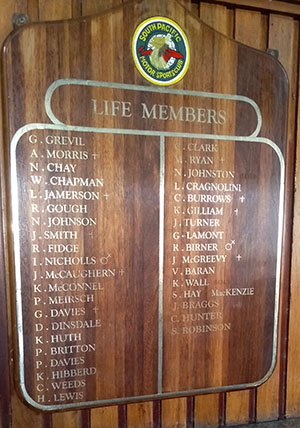 SOUTH PACIFIC
MOTOR SPORTS CLUB
LIFE MEMBERS
G. GREVIL
A. MORRIS +
N. CHAY
W. CHAPMAN
L. JAMERSON +
R. GOUGH
N. JOHNSON
J. SMITH +
R. FIDGE
I. NICHOLLS ♂
J. McCAUGHERN +
K. McCONNEL
P. MEIRSCH
G. DAVIES +
D. DINSDALE
K. HUTH
P. BRITTON
P. DAVIES
K. HIBBERD
C. WEEDS
H. LEWIS
C. CLARK
M. RYAN +
N. JOHNSTON
L. CRAGNOLINI
C. BURROWS +
K. GILLIAM +
J. TURNER
G. LAMONT
R. BIRNER
J. McGREEVY +
V. BARAN
K. WALL
S. HAY MacKENZIE
J. BRAGGS
C. HUNTER
S. ROBINSON